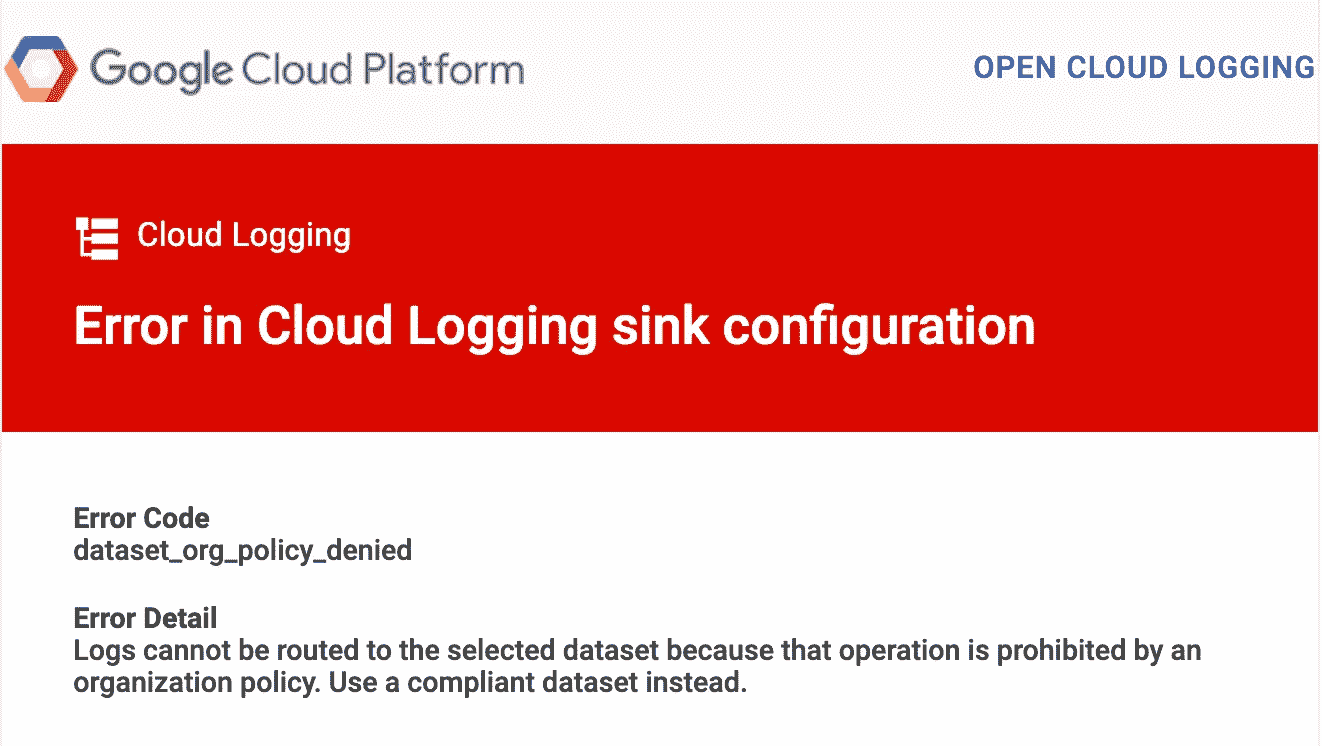 Google Cloud Platform
OPEN CLOUD LOGGING
Cloud Logging
Error in Cloud Logging sink configuration
Error Code
dataset_org_policy_denied
Error Detail
Logs cannot be routed to the selected dataset because that operation is prohibited by an
organization policy. Use a compliant dataset instead.